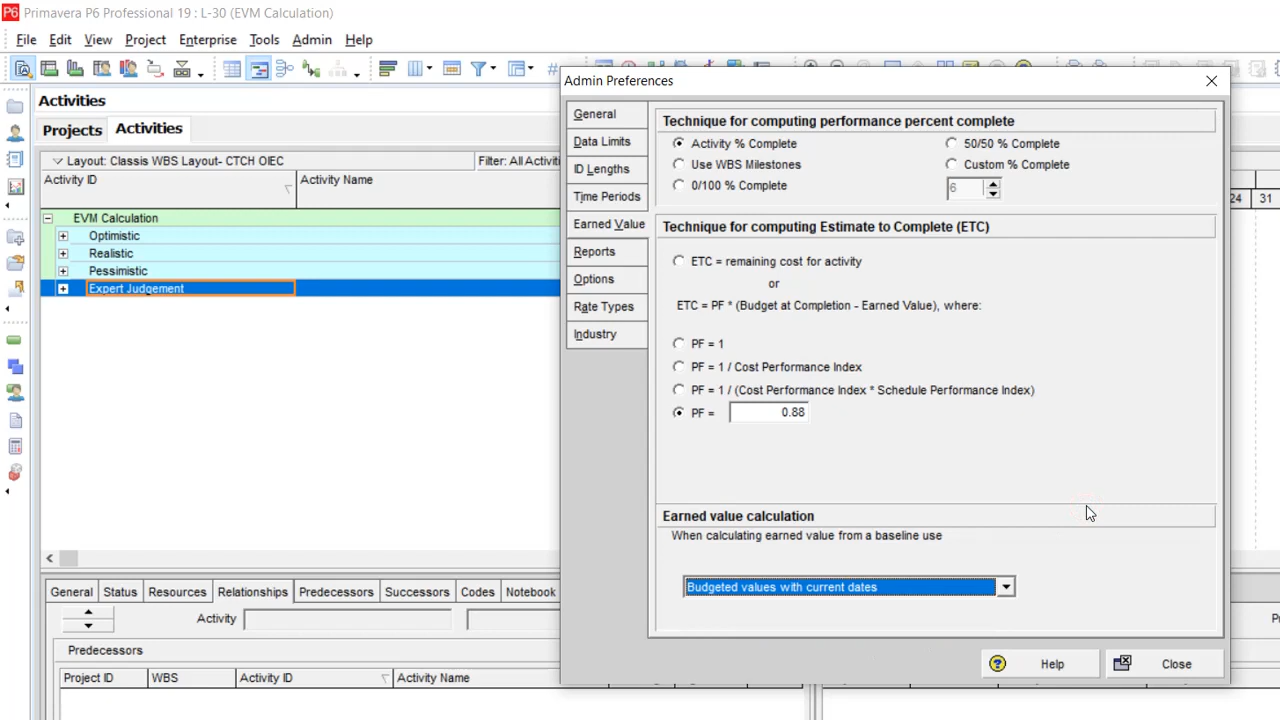 P6 Primavera P6 Professional 19 : L-30 (EVM Calculation)
File Edit View Project Enterprise Tools Admin Help
Activities
Projects Activities
Layout: Classis WBS Layout- CTCH OIEC Filter: All Activiti
Activity ID Activity Name
EVM Calculation
Optimistic
Realistic
Pessimistic
Expert Judgement
24 31
General Status Resources Relationships Predecessors Successors Codes Notebook
Activity
Predecessors
Project ID WBS Activity ID Activity Name
Admin Preferences
General
Data Limits
ID Lengths
Time Periods
Earned Value
Reports
Options
Rate Types
Industry
Technique for computing performance percent complete
Activity % Complete 50/50 % Complete
Use WBS Milestones Custom % Complete
0/100 % Complete 6
Technique for computing Estimate to Complete (ETC)
ETC = remaining cost for activity
or
ETC = PF * (Budget at Completion - Earned Value), where:
PF = 1
PF = 1 / Cost Performance Index
PF = 1 / (Cost Performance Index * Schedule Performance Index)
PF = 0.88
Earned value calculation
When calculating earned value from a baseline use
Budgeted values with current dates
Help Close